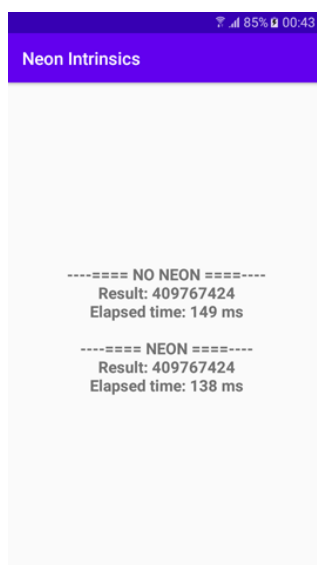 85% 00:43
Neon Intrinsics
----==== NO NEON ====----
Result: 409767424
Elapsed time: 149 ms
----==== NEON ====----
Result: 409767424
Elapsed time: 138 ms